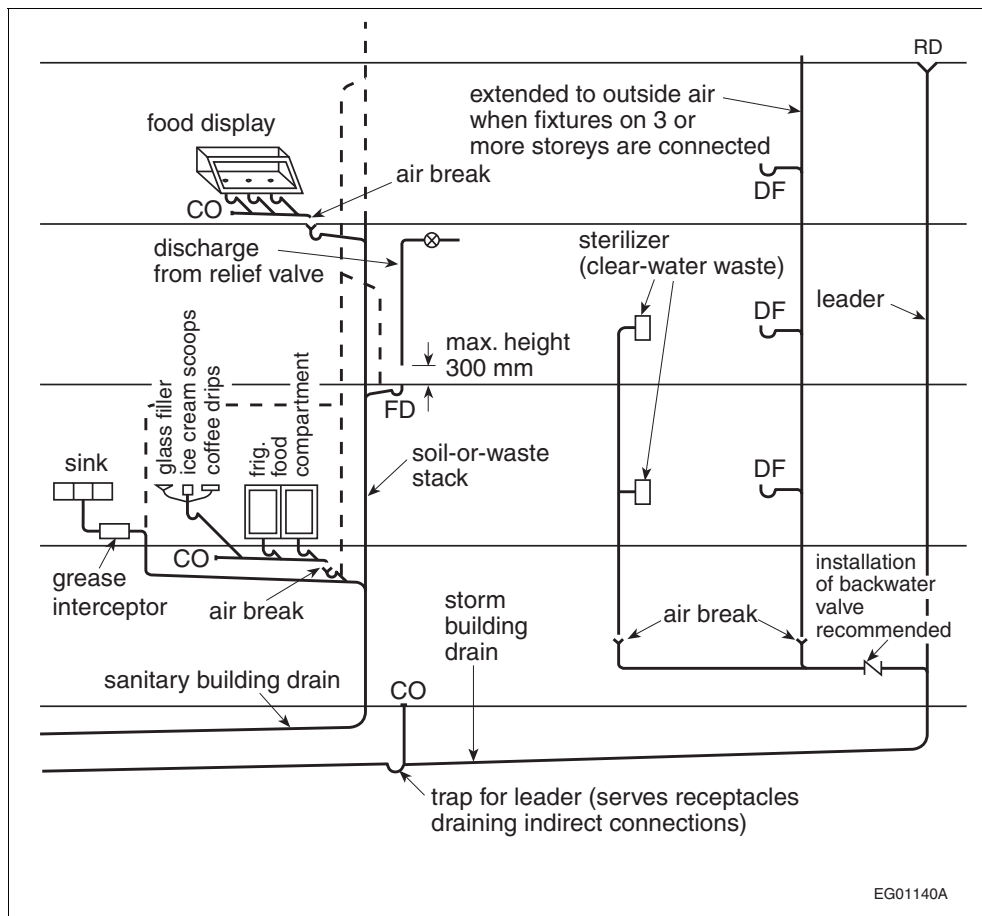 RD
extended to outside air
when fixtures on 3 or
more storeys are connected
food display
air break
DF
CO
discharge
from relief valve
sterilizer
(clear-water waste)
leader
DF
max. height
300 mm
FD
glass filler
ice cream scoops
coffee drips
frig.
food
compartment
sink
soil-or-waste
stack
DF
CO
grease
interceptor
air break
storm
building
drain
air break
installation
of backwater
valve
recommended
sanitary building drain
CO
trap for leader (serves receptacles
draining indirect connections)
EG01140A